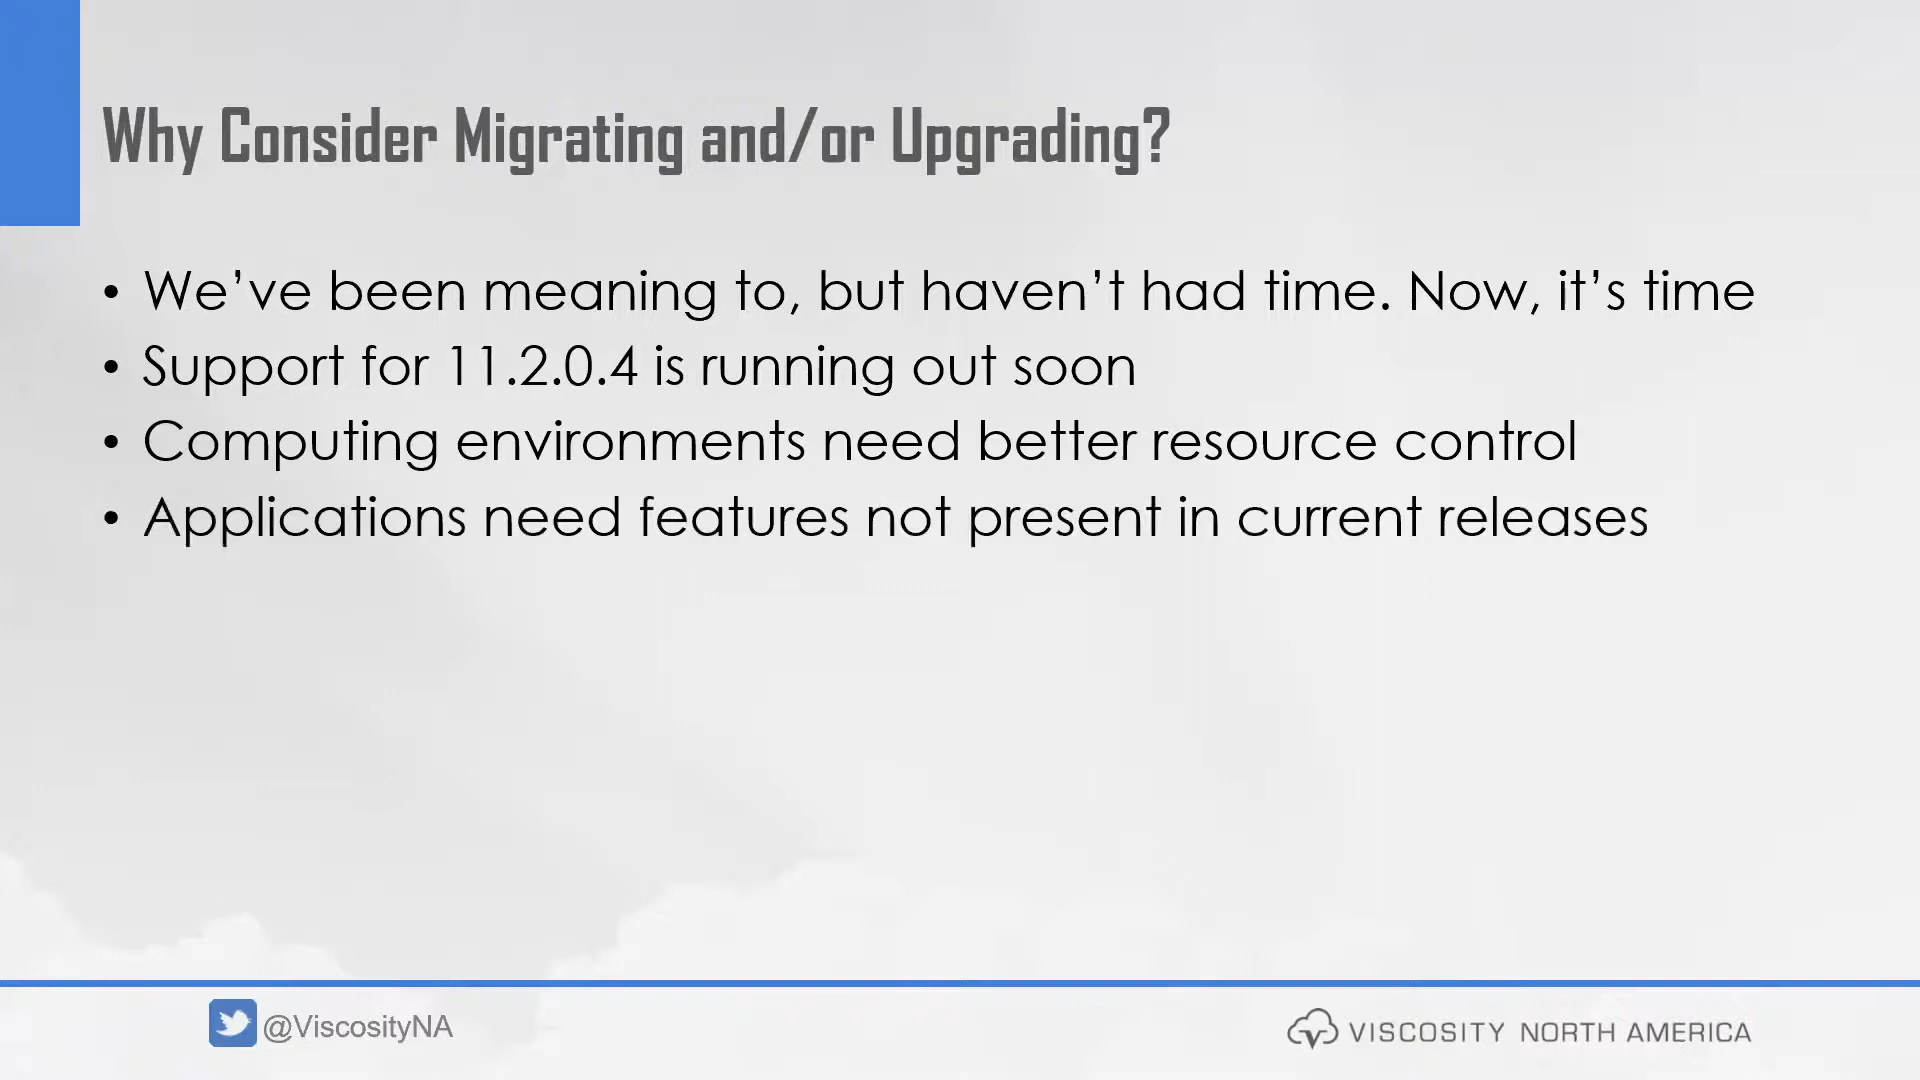 Why Consider Migrating and/or Upgrading?
• We’ve been meaning to, but haven’t had time. Now, it’s time
• Support for 11.2.0.4 is running out soon
• Computing environments need better resource control
• Applications need features not present in current releases
@ViscosityNA
VISCOSITY NORTH AMERICA